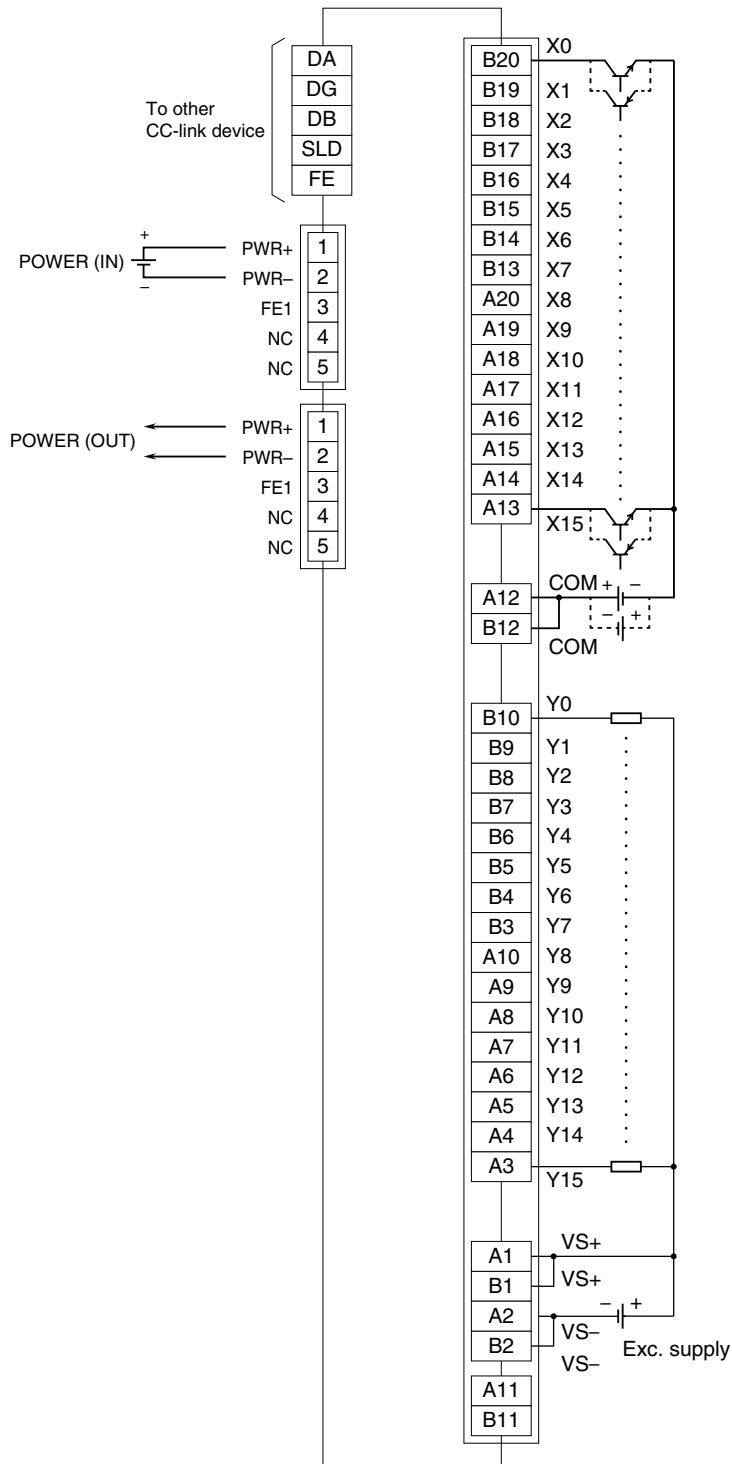 To other
CC-link device
DA
DG
DB
SLD
FE
POWER (IN)
+
–
PWR+ 1
PWR– 2
FE1 3
NC 4
NC 5
POWER (OUT)
PWR+ 1
PWR– 2
FE1 3
NC 4
NC 5
B20 X0
B19 X1
B18 X2
B17 X3
B16 X4
B15 X5
B14 X6
B13 X7
A20 X8
A19 X9
A18 X10
A17 X11
A16 X12
A15 X13
A14 X14
A13 X15
A12 COM + –
– +
B12 COM
B10 Y0
B9 Y1
B8 Y2
B7 Y3
B6 Y4
B5 Y5
B4 Y6
B3 Y7
A10 Y8
A9 Y9
A8 Y10
A7 Y11
A6 Y12
A5 Y13
A4 Y14
A3 Y15
A1 VS+
B1 VS+
A2 VS– – +
B2 VS– Exc. supply
A11
B11